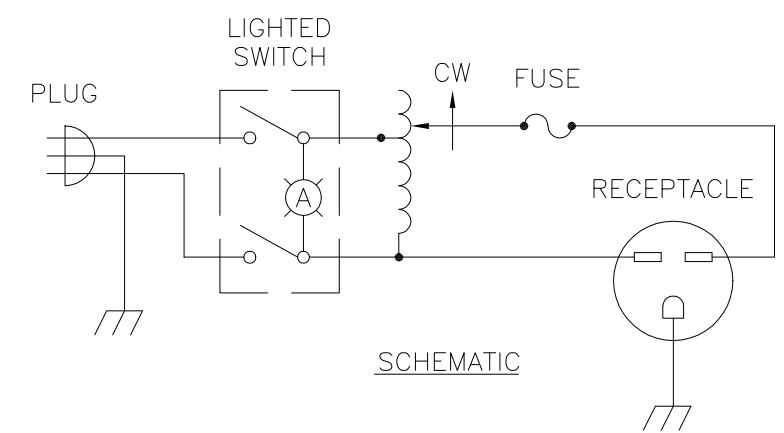 LIGHTED
SWITCH
PLUG
CW
FUSE
A
RECEPTACLE
SCHEMATIC